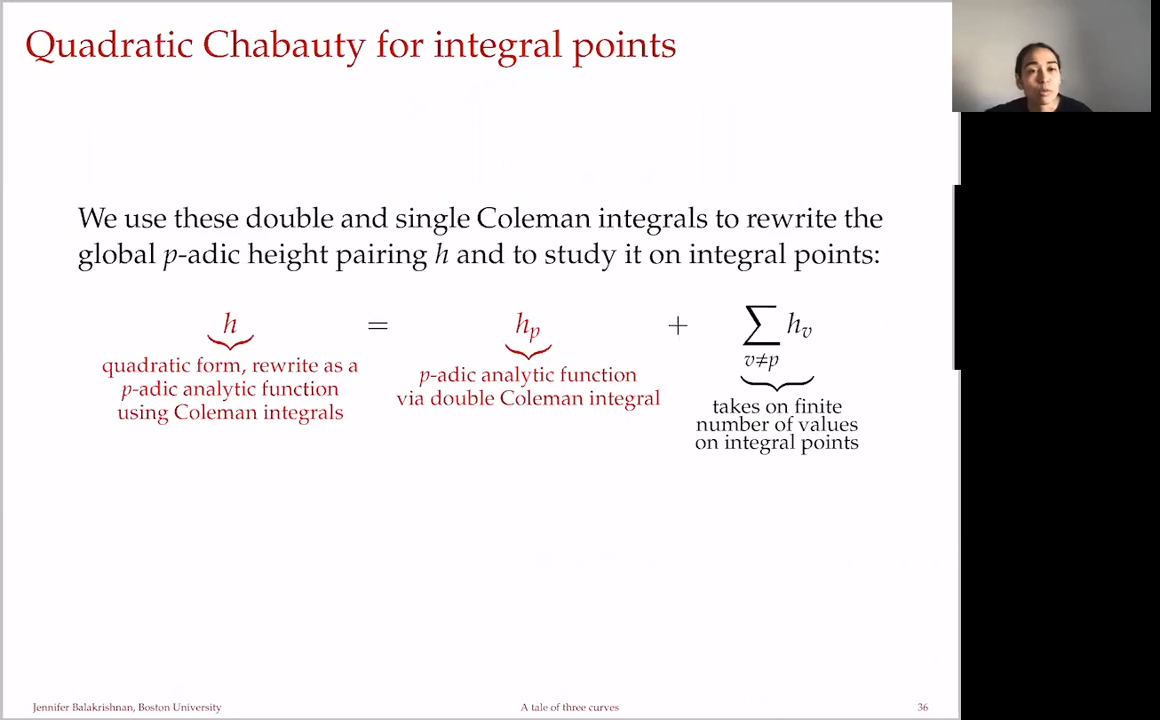 Quadratic Chabauty for integral points
We use these double and single Coleman integrals to rewrite the
global p-adic height pairing h and to study it on integral points:
h = h_p + ∑_{v≠p} h_v
quadratic form, rewrite as a
p-adic analytic function
using Coleman integrals
p-adic analytic function
via double Coleman integral
takes on finite
number of values
on integral points
Jennifer Balakrishnan, Boston University A tale of three curves 36